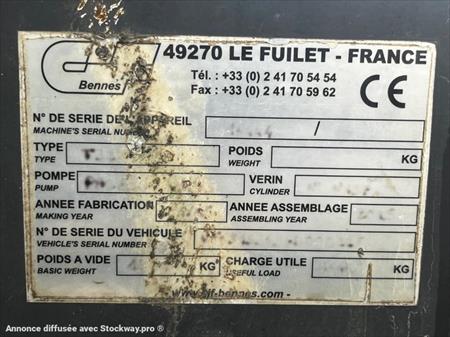 49270 LE FUILET - FRANCE
Bennes
Tél. : +33 (0) 2 41 70 54 54
Fax : +33 (0) 2 41 70 59 62
CE
N° DE SERIE DE L'APPAREIL /
MACHINE'S SERIAL NUMBER
TYPE POIDS KG
TYPE WEIGHT
POMPE VERIN
PUMP CYLINDER
ANNEE FABRICATION ANNEE ASSEMBLAGE
MAKING YEAR ASSEMBLING YEAR
N° DE SERIE DU VEHICULE
VEHICLE'S SERIAL NUMBER
POIDS A VIDE KG CHARGE UTILE KG
BASIC WEIGHT USEFUL LOAD
Annonce diffusée avec Stockway.pro ®